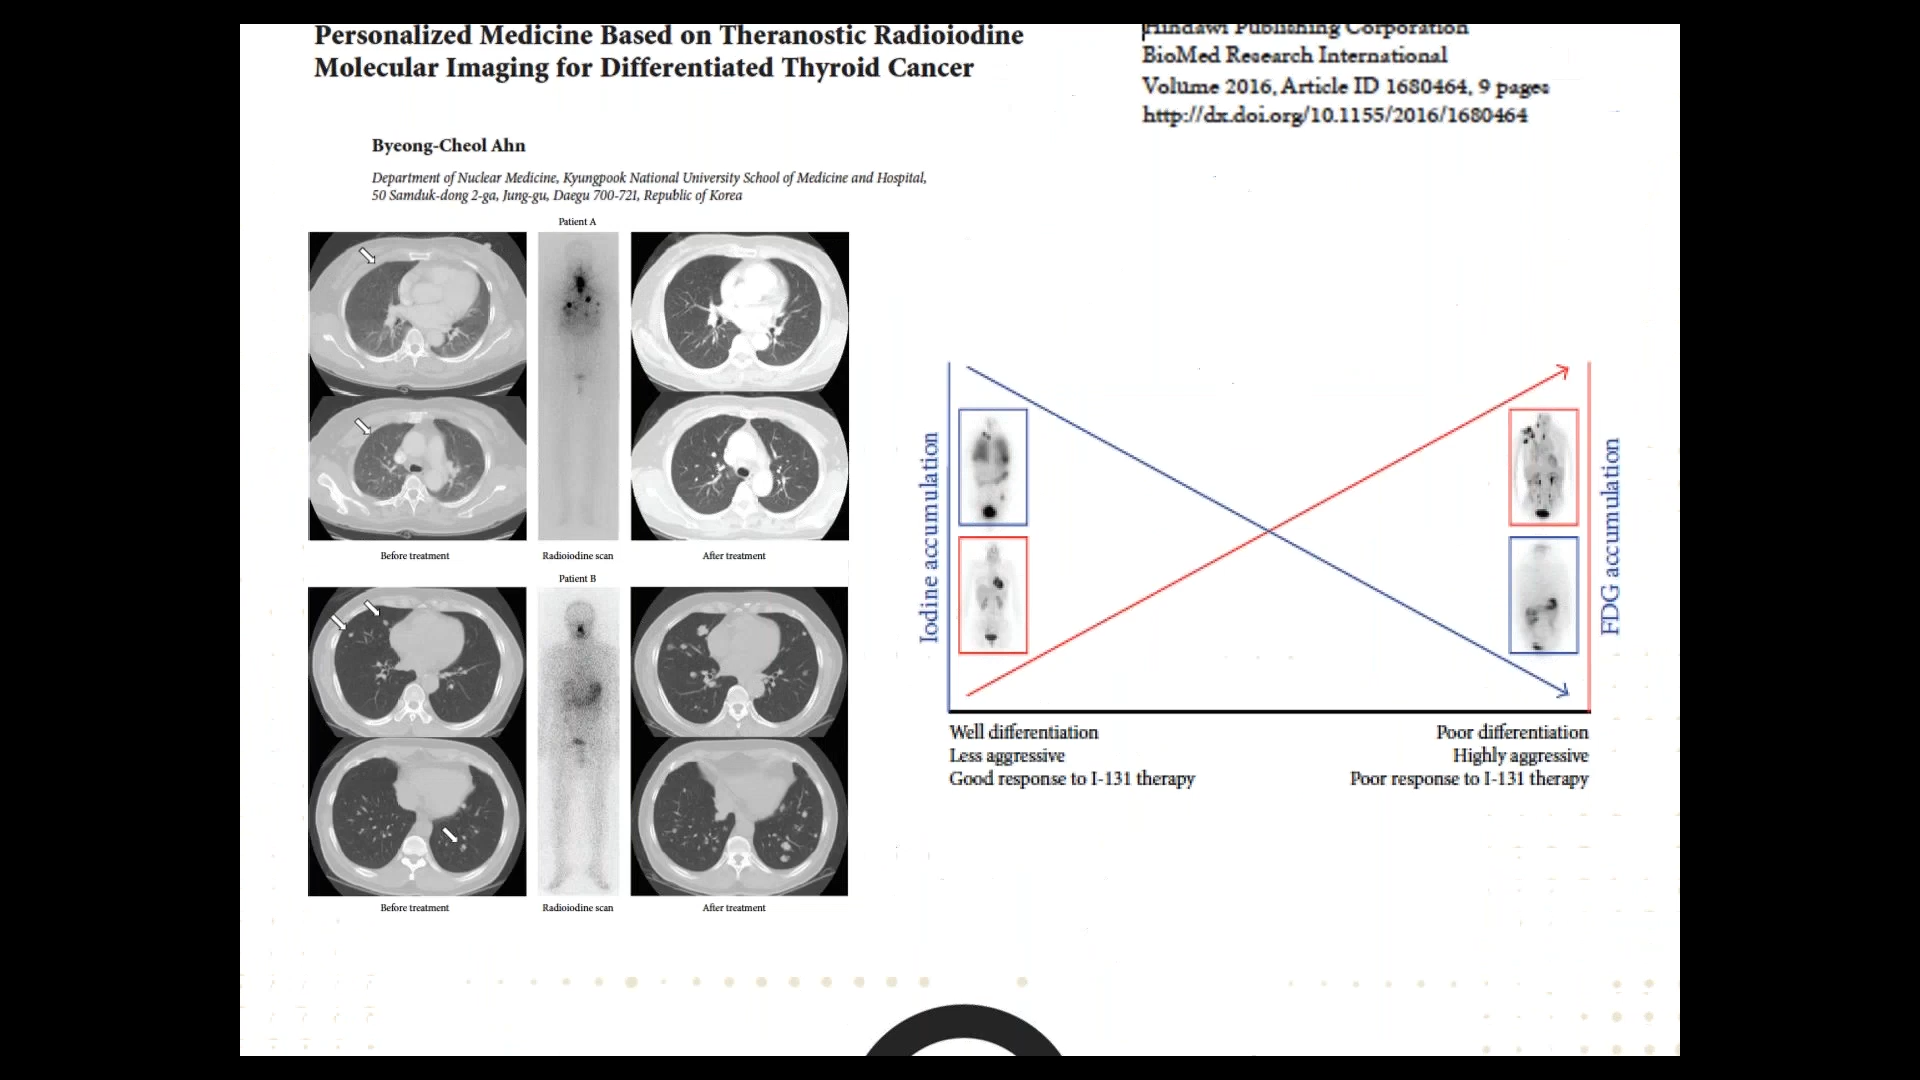 Personalized Medicine Based on Theranostic Radioiodine
Molecular Imaging for Differentiated Thyroid Cancer
Hindawi Publishing Corporation
BioMed Research International
Volume 2016, Article ID 1680464, 9 pages
http://dx.doi.org/10.1155/2016/1680464
Byeong-Cheol Ahn
Department of Nuclear Medicine, Kyungpook National University School of Medicine and Hospital,
50 Samduk-dong 2-ga, Jung-gu, Daegu 700-721, Republic of Korea
Patient A
Before treatment
Radioiodine scan
After treatment
Patient B
Before treatment
Radioiodine scan
After treatment
Iodine accumulation
FDG accumulation
Well differentiation
Less aggressive
Good response to I-131 therapy
Poor differentiation
Highly aggressive
Poor response to I-131 therapy